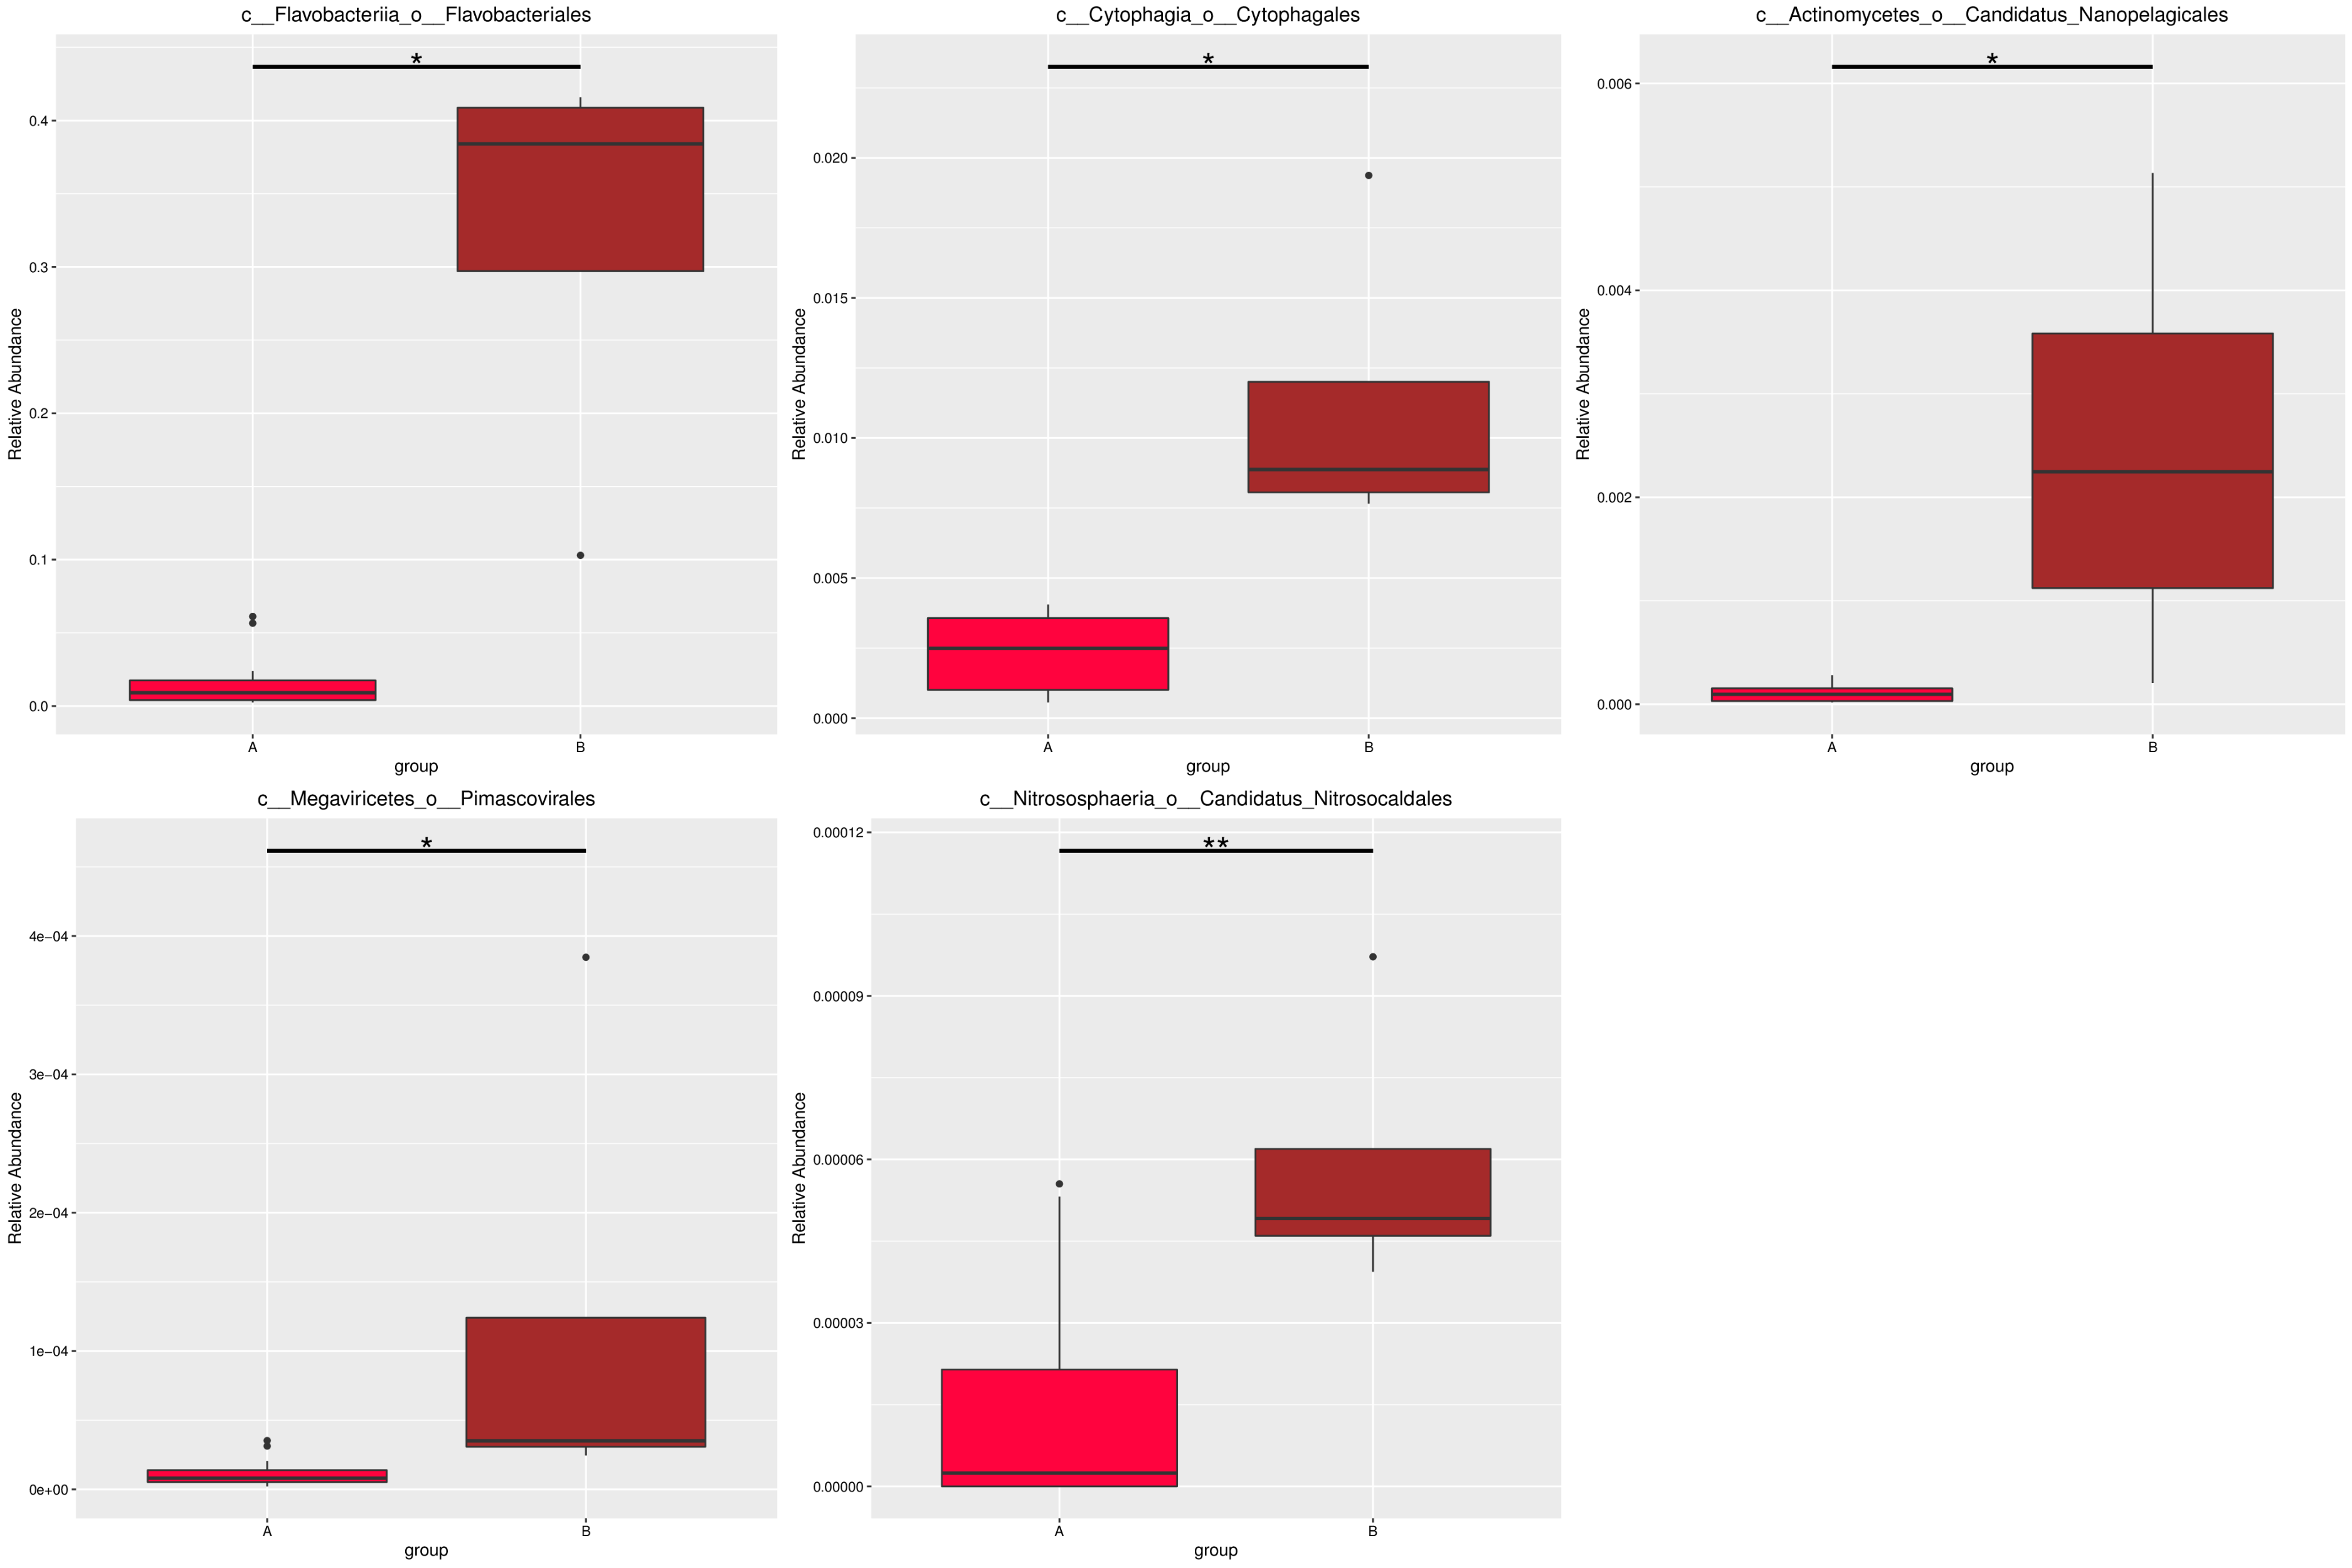 c__Flavobacteriia_o__Flavobacteriales
*
0.4
0.3
0.2
0.1
0.0
Relative Abundance
A B
group
c__Cytophagia_o__Cytophagales
*
0.020
0.015
0.010
0.005
0.000
Relative Abundance
A B
group
c__Actinomycetes_o__Candidatus_Nanopelagicales
*
0.006
0.004
0.002
0.000
Relative Abundance
A B
group
c__Megaviricetes_o__Pimascovirales
*
4e−04
3e−04
2e−04
1e−04
0e+00
Relative Abundance
A B
group
c__Nitrososphaeria_o__Candidatus_Nitrosocaldales
**
0.00012
0.00009
0.00006
0.00003
0.00000
Relative Abundance
A B
group